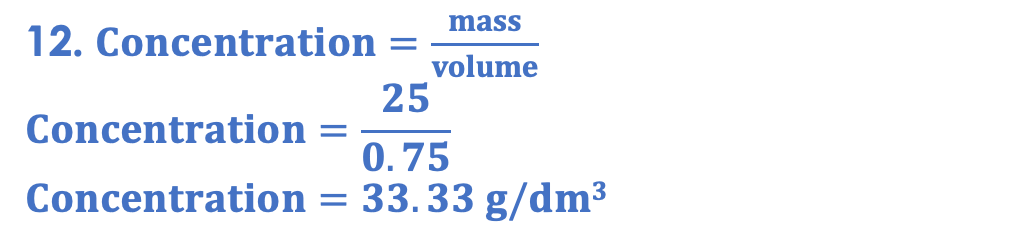 12. Concentration = mass/volume
Concentration = 25/0.75
Concentration = 33.33 g/dm³